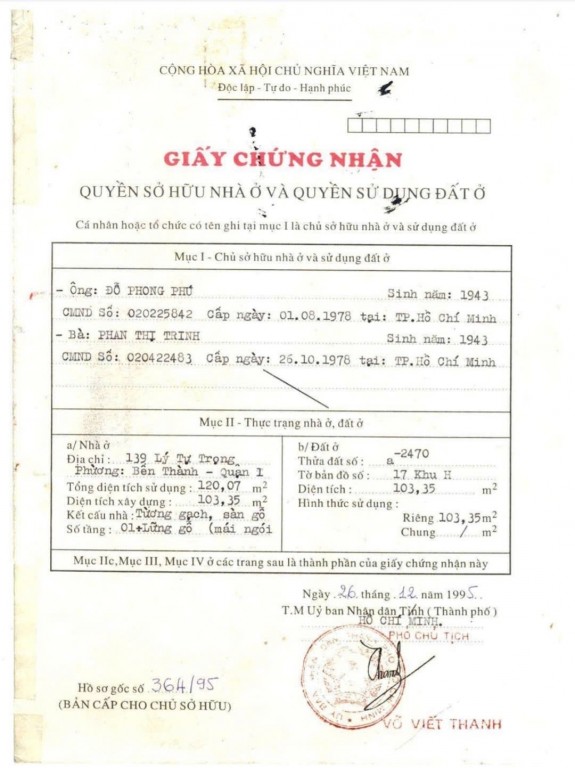 CỘNG HÒA XÃ HỘI CHỦ NGHĨA VIỆT NAM
Độc lập - Tự do - Hạnh phúc
GIẤY CHỨNG NHẬN
QUYỀN SỞ HỮU NHÀ Ở VÀ QUYỀN SỬ DỤNG ĐẤT Ở
Cá nhân hoặc tổ chức có tên ghi tại mục I là chủ sở hữu nhà ở và sử dụng đất ở
Mục I - Chủ sở hữu nhà ở và sử dụng đất ở
- Ông: ĐỖ PHONG PHÚ Sinh năm: 1943
CMND Số: 020225842 Cấp ngày: 01.08.1978 tại: TP.Hồ Chí Minh
- Bà: PHAN THỊ TRINH Sinh năm: 1943
CMND Số: 020422483 Cấp ngày: 26.10.1978 tại: TP.Hồ Chí Minh
Mục II - Thực trạng nhà ở, đất ở
a/ Nhà ở
Địa chỉ : 139 Lý Tự Trọng
Phường: Bến Thành - Quận I
Tổng diện tích sử dụng : 120,07 m2
Diện tích xây dựng : 103,35 m2
Kết cấu nhà : Tường gạch, sàn gỗ
Số tầng : 01+Lửng gỗ (mái ngói
b/ Đất ở
Thửa đất số : a-2470
Tờ bản đồ số : 17 Khu H
Diện tích : 103,35 m2
Hình thức sử dụng :
Riêng 103,35m2
Chung / m2
Mục IIc, Mục III, Mục IV ở các trang sau là thành phần của giấy chứng nhận này
Ngày 26 tháng 12 năm 1995
T.M Uỷ ban Nhân dân Tỉnh ( Thành phố )
HỒ CHÍ MINH.
PHÓ CHỦ TỊCH
VÕ VIẾT THANH
Hồ sơ gốc số 364/95
(BẢN CẤP CHO CHỦ SỞ HỮU)